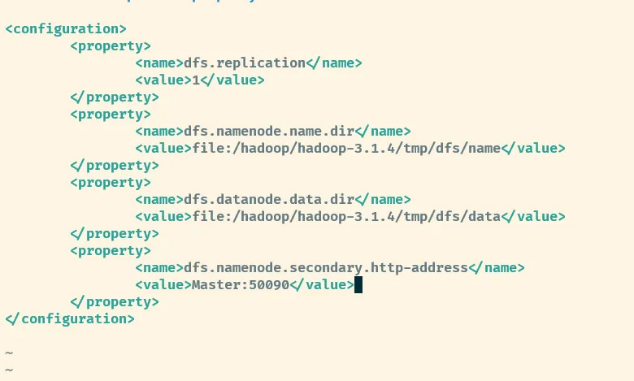 <configuration>
<property>
<name>dfs.replication</name>
<value>1</value>
</property>
<property>
<name>dfs.namenode.name.dir</name>
<value>file:/hadoop/hadoop-3.1.4/tmp/dfs/name</value>
</property>
<property>
<name>dfs.datanode.data.dir</name>
<value>file:/hadoop/hadoop-3.1.4/tmp/dfs/data</value>
</property>
<property>
<name>dfs.namenode.secondary.http-address</name>
<value>Master:50090</value>
</property>
</configuration>
~
~